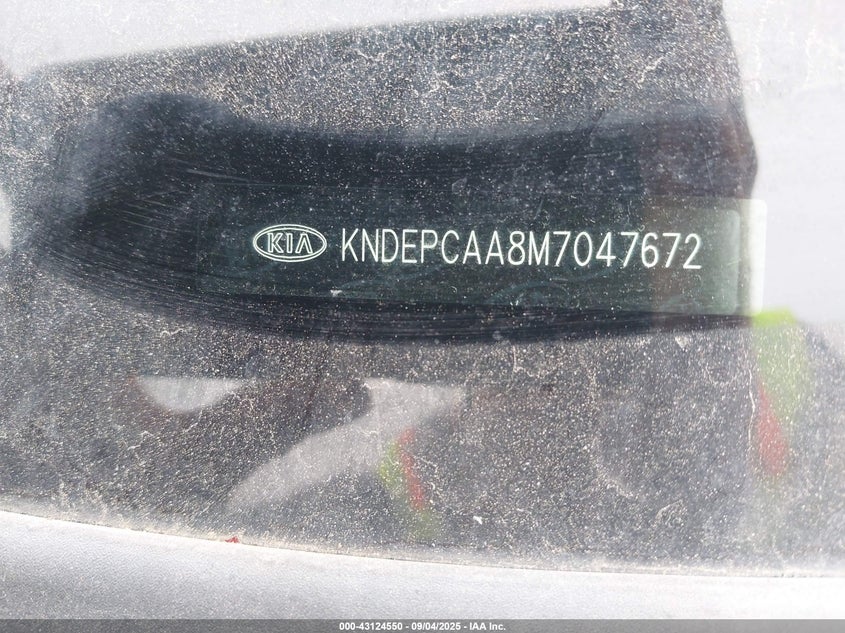 KIA KNDEPCAA8M7047672
000-43124550 - 09/04/2025 - IAA Inc.